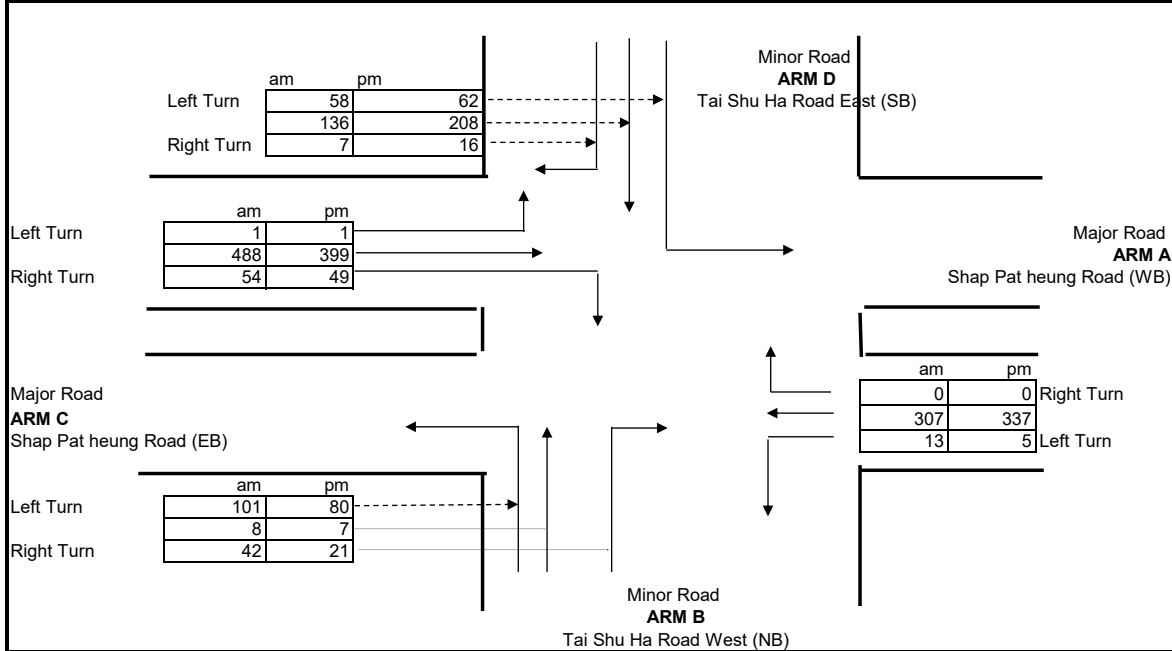 Minor Road
ARM D
Tai Shu Ha Road East (SB)
am pm
Left Turn 58 62
136 208
Right Turn 7 16
am pm
Left Turn 1 1
488 399
Right Turn 54 49
Major Road
ARM A
Shap Pat heung Road (WB)
am pm
0 0 Right Turn
307 337
13 5 Left Turn
Major Road
ARM C
Shap Pat heung Road (EB)
am pm
Left Turn 101 80
8 7
Right Turn 42 21
Minor Road
ARM B
Tai Shu Ha Road West (NB)